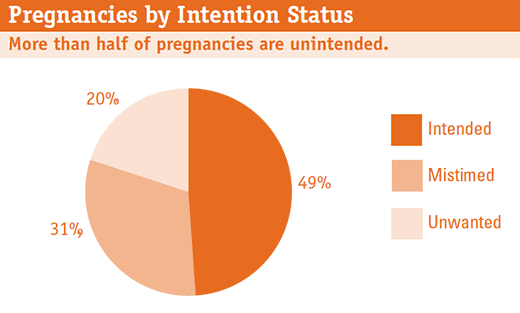 Pregnancies by Intention Status
More than half of pregnancies are unintended.
20%
49%
31%
Intended
Mistimed
Unwanted